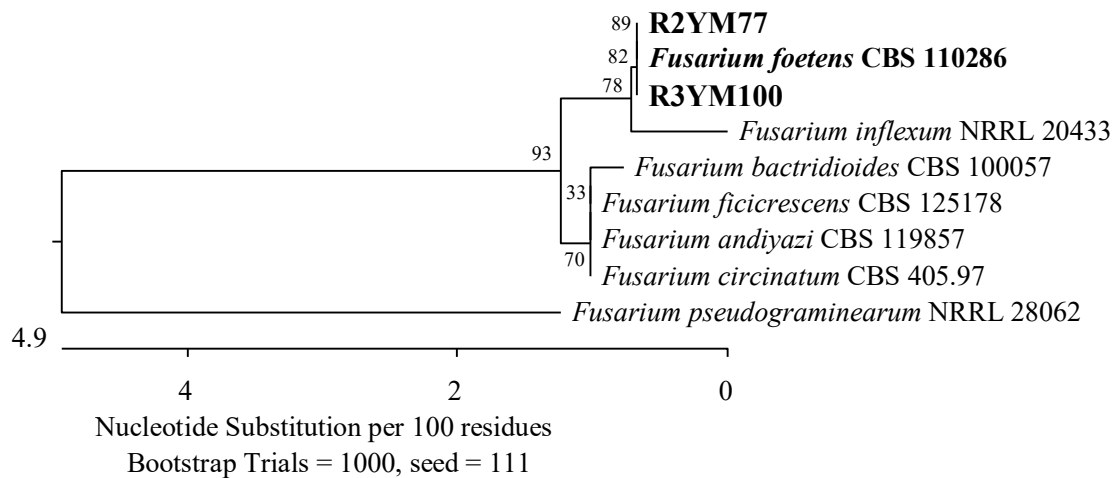 89
R2YM77
82
Fusarium foetens CBS 110286
78
R3YM100
Fusarium inflexum NRRL 20433
93
Fusarium bactridioides CBS 100057
33
Fusarium ficicrescens CBS 125178
Fusarium andiyazi CBS 119857
70
Fusarium circinatum CBS 405.97
Fusarium pseudograminearum NRRL 28062
4.9
4 2 0
Nucleotide Substitution per 100 residues
Bootstrap Trials = 1000, seed = 111